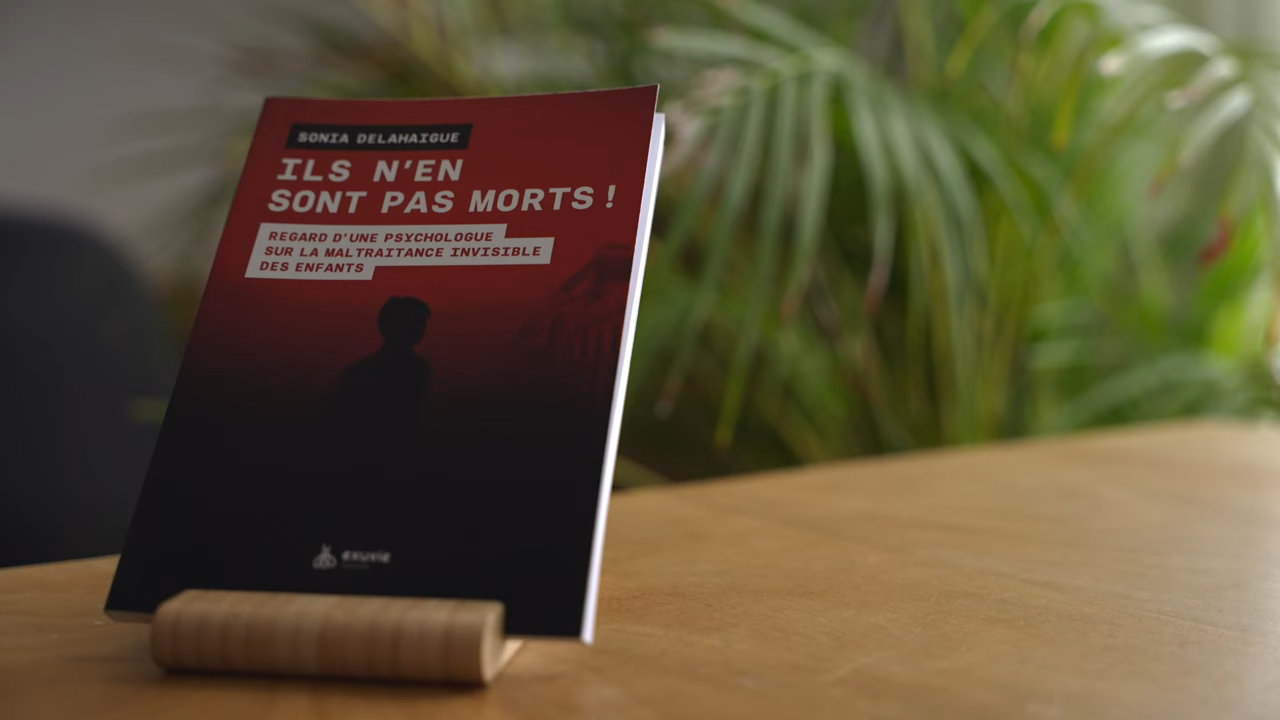 SONIA DELAHAIGUE
ILS N'EN
SONT PAS MORTS !
REGARD D'UNE PSYCHOLOGUE
SUR LA MALTRAITANCE INVISIBLE
DES ENFANTS
exuvie